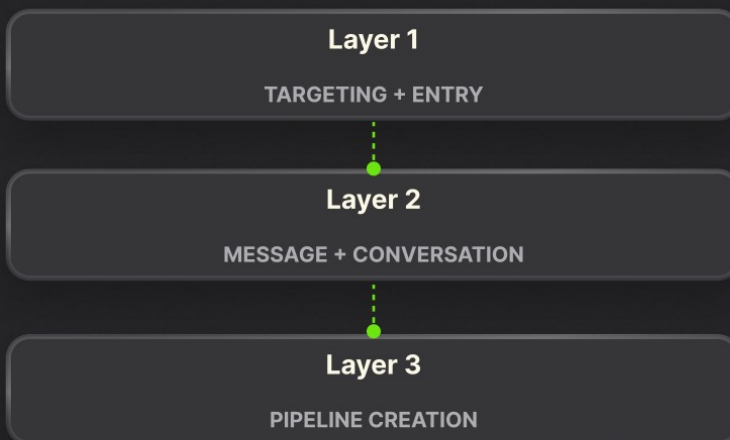 Layer 1
TARGETING + ENTRY
Layer 2
MESSAGE + CONVERSATION
Layer 3
PIPELINE CREATION